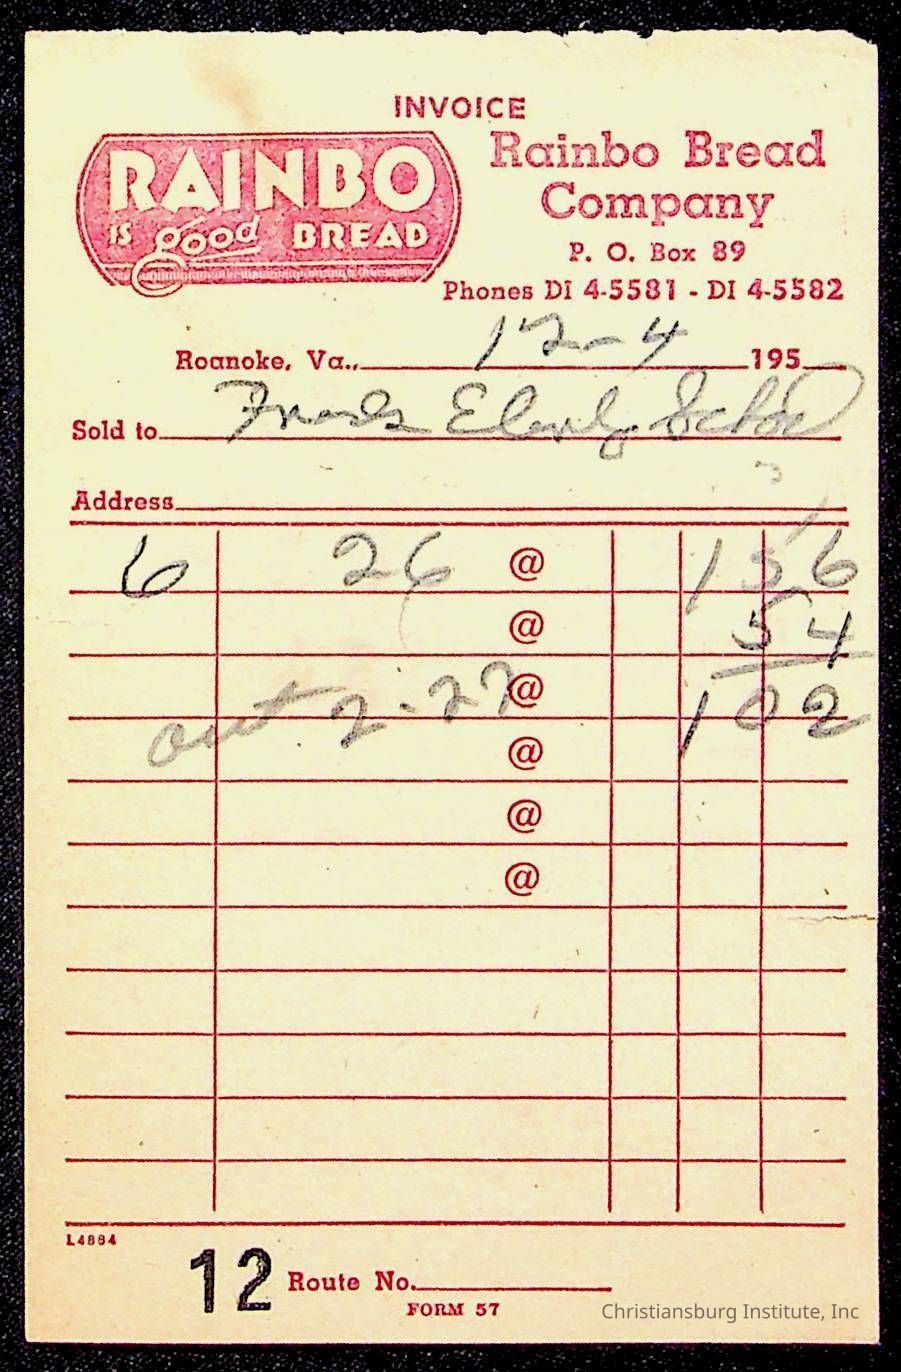 INVOICE
RAINBO
IS good BREAD
Rainbo Bread
Company
P. O. Box 89
Phones DI 4-5581 - DI 4-5582
Roanoke, Va., 12-4 195
Sold to School
Address
6 26 @ 156
@ 54
out 2-27 @ 102
@
@
@
L4884
12 Route No.
FORM 57
Christiansburg Institute, Inc